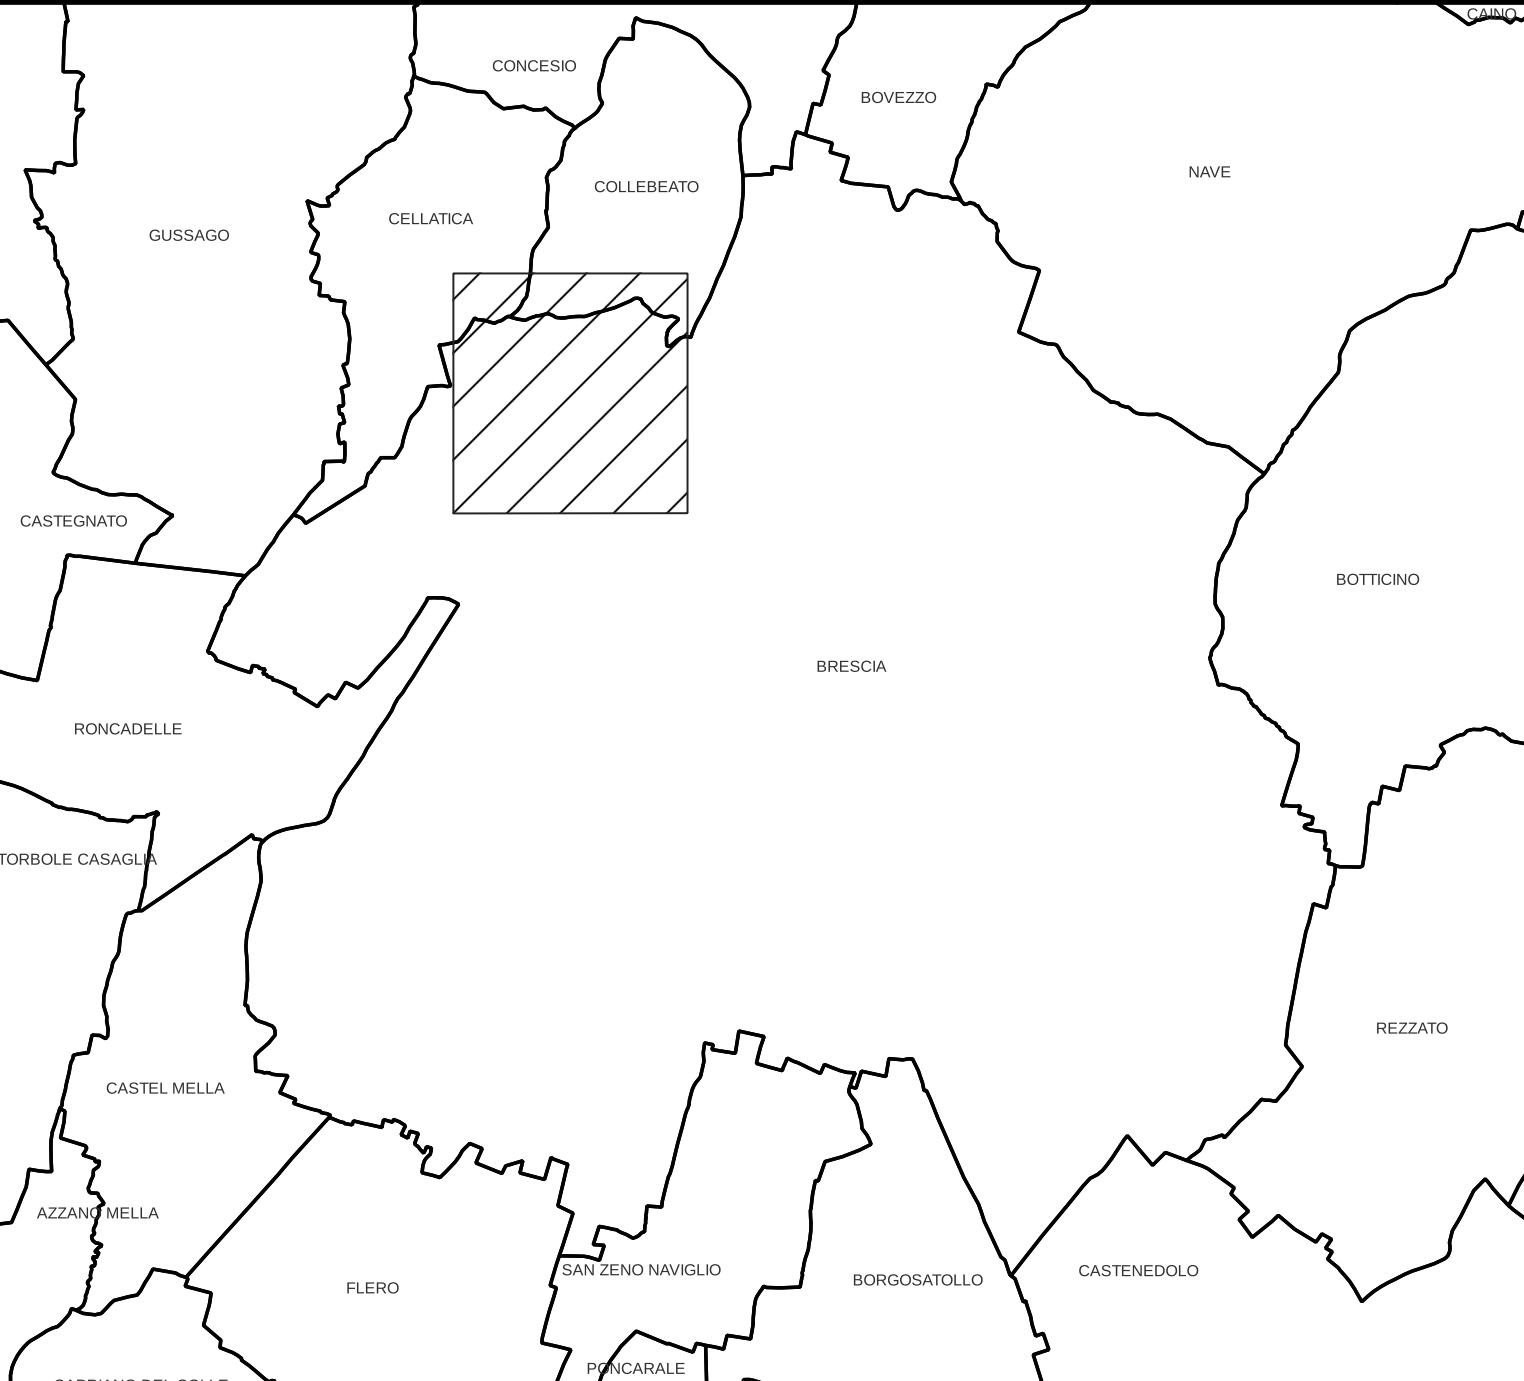 CAINO
CONCESIO
BOVEZZO
NAVE
COLLEBEATO
CELLATICA
GUSSAGO
CASTEGNATO
BOTTICINO
BRESCIA
RONCADELLE
TORBOLE CASAGLIA
REZZATO
CASTEL MELLA
AZZANO MELLA
SAN ZENO NAVIGLIO
CASTENEDOLO
BORGOSATOLLO
FLERO
PONCARALE